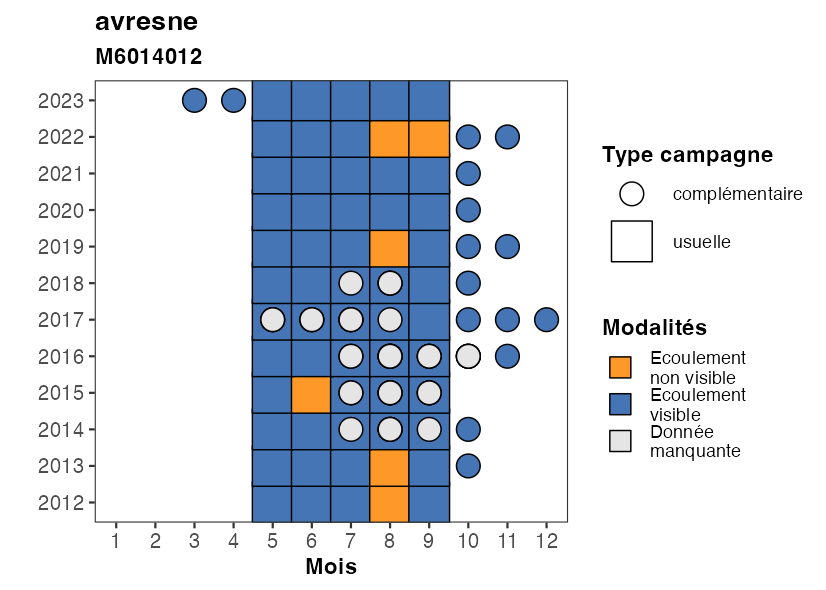 avresne
M6014012
2023
2022
2021
2020
2019
2018
2017
2016
2015
2014
2013
2012
1 2 3 4 5 6 7 8 9 10 11 12
Mois
Type campagne
complémentaire
usuelle
Modalités
Ecoulement
non visible
Ecoulement
visible
Donnée
manquante